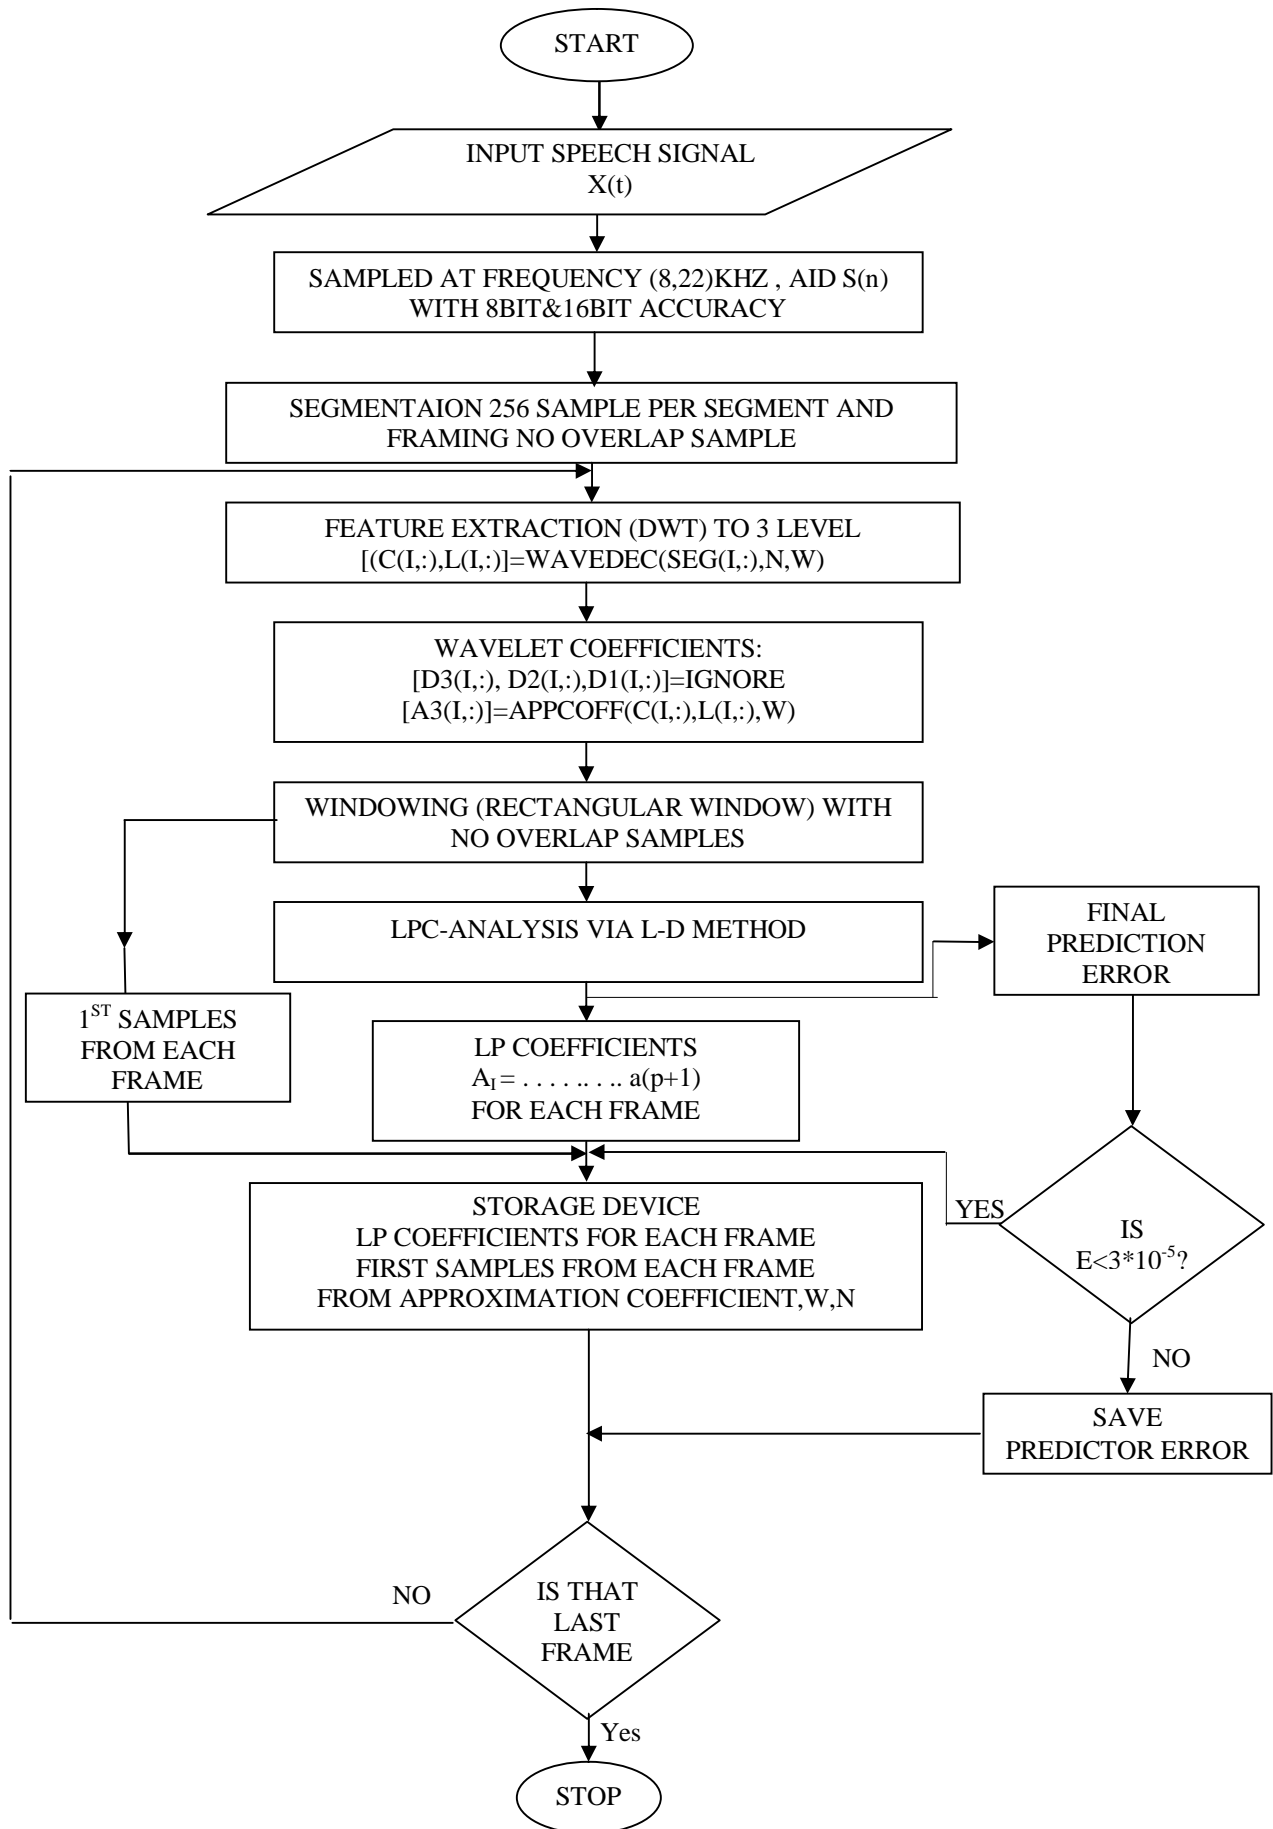 START
INPUT SPEECH SIGNAL
X(t)
SAMPLED AT FREQUENCY (8,22)KHZ , AID S(n)
WITH 8BIT&16BIT ACCURACY
SEGMENTAION 256 SAMPLE PER SEGMENT AND
FRAMING NO OVERLAP SAMPLE
FEATURE EXTRACTION (DWT) TO 3 LEVEL
[(C(I,:),L(I,:)]=WAVEDEC(SEG(I,:),N,W)
WAVELET COEFFICIENTS:
[D3(I,:), D2(I,:),D1(I,:)]=IGNORE
[A3(I,:)]=APPCOFF(C(I,:),L(I,:),W)
WINDOWING (RECTANGULAR WINDOW) WITH
NO OVERLAP SAMPLES
LPC-ANALYSIS VIA L-D METHOD
FINAL
PREDICTION
ERROR
1ST SAMPLES
FROM EACH
FRAME
LP COEFFICIENTS
AI = . . . . .. .. a(p+1)
FOR EACH FRAME
STORAGE DEVICE
LP COEFFICIENTS FOR EACH FRAME
FIRST SAMPLES FROM EACH FRAME
FROM APPROXIMATION COEFFICIENT,W,N
YES
IS
E<3*10-5?
NO
SAVE
PREDICTOR ERROR
NO
IS THAT
LAST
FRAME
Yes
STOP